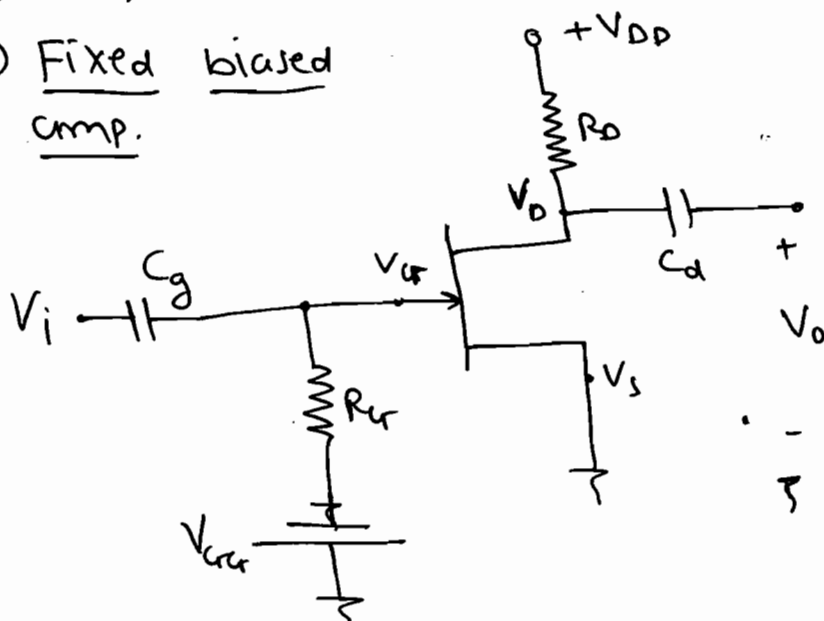 ) Fixed biased
amp.
+VDD
RD
VD
Cd
+
Vo
-
Cg
VG
Vi
RG
VS
VGG